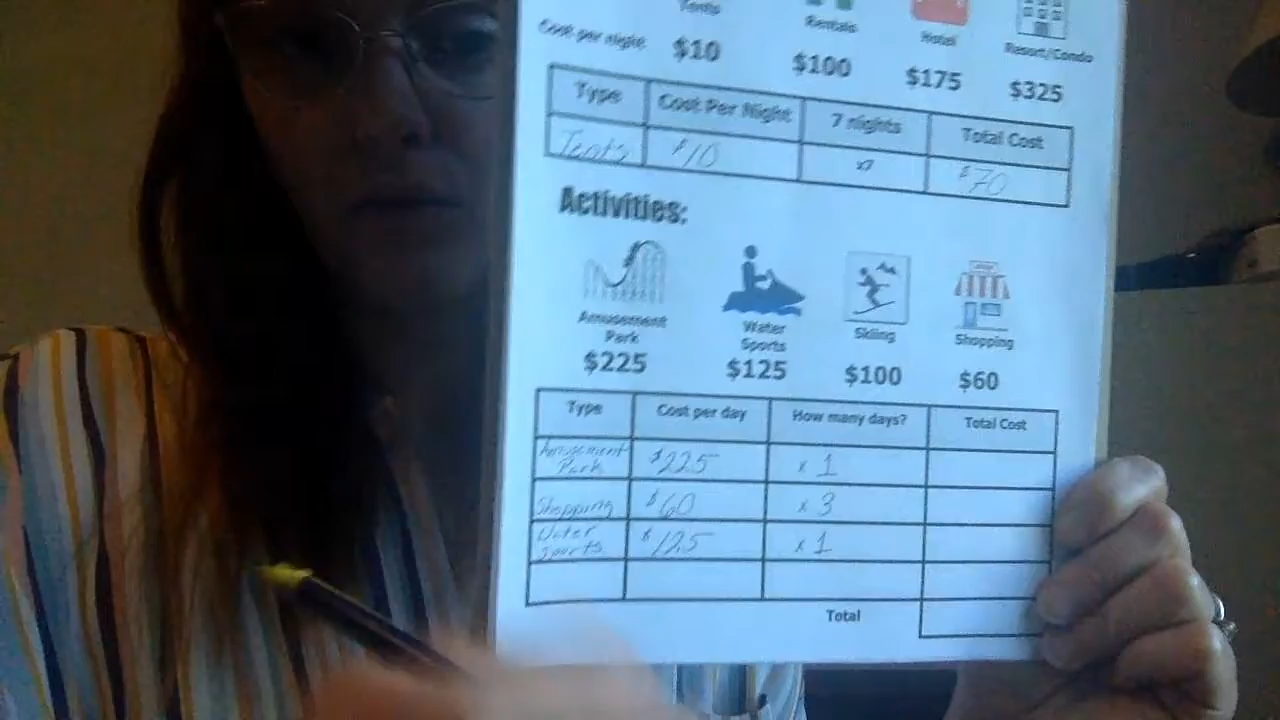 Tents Rentals Hotel Resort/Condo
Cost per night $10 $100 $175 $325
Type Cost Per Night 7 nights Total Cost
Tents $10 x7 $70
Activities:
Amusement Park Water Sports Skiing Shopping
$225 $125 $100 $60
Type Cost per day How many days? Total Cost
Amusement Park $225 x 1
Shopping $60 x 3
Water Sports $125 x 1
Total